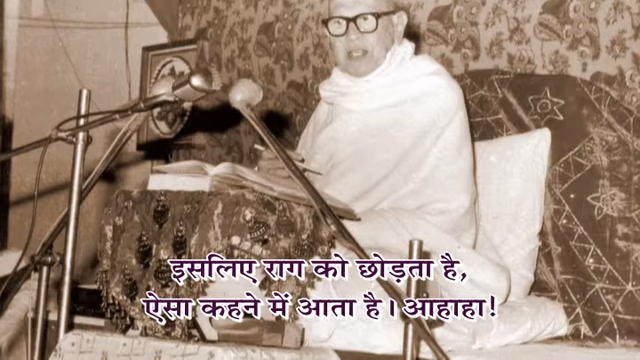 इसलिए राग को छोड़ता है,
ऐसा कहने में आता है। आहाहा!